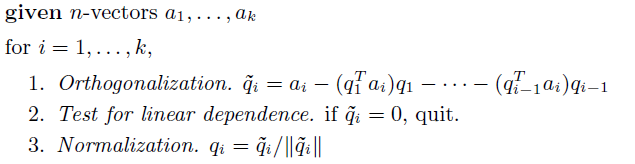 given n-vectors a₁, . . . , aₖ
for i = 1, . . . , k,
1. Orthogonalization. q̃ᵢ = aᵢ − (q₁ᵀaᵢ)q₁ − · · · − (qᵢ₋₁ᵀaᵢ)qᵢ₋₁
2. Test for linear dependence. if q̃ᵢ = 0, quit.
3. Normalization. qᵢ = q̃ᵢ/‖q̃ᵢ‖